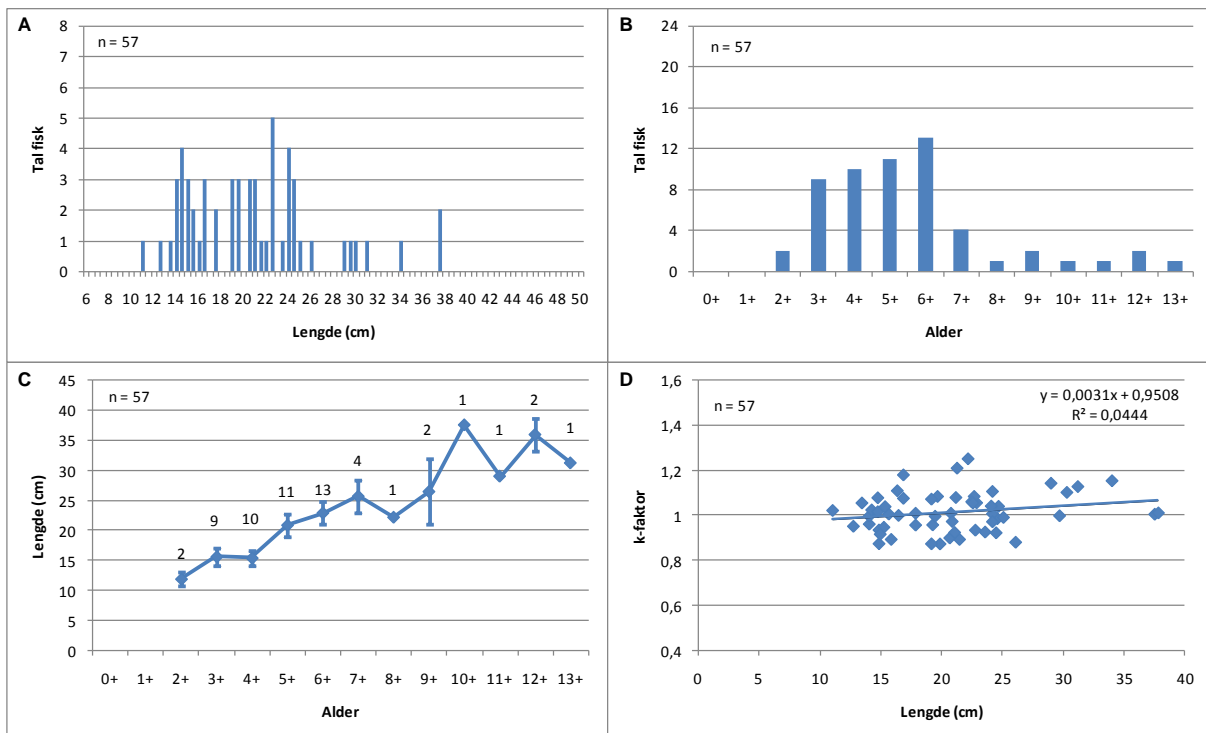 A
n = 57
Tal fisk
8
7
6
5
4
3
2
1
0
6 8 10 12 14 16 18 20 22 24 26 28 30 32 34 36 38 40 42 44 46 48 50
Lengde (cm)
B
n = 57
Tal fisk
24
20
16
12
8
4
0
0+ 1+ 2+ 3+ 4+ 5+ 6+ 7+ 8+ 9+ 10+ 11+ 12+ 13+
Alder
C
n = 57
Lengde (cm)
45
40
35
30
25
20
15
10
5
0
2 9 10 11 13 4 1 2 1 1 2 1
0+ 1+ 2+ 3+ 4+ 5+ 6+ 7+ 8+ 9+ 10+ 11+ 12+ 13+
Alder
D
n = 57
y = 0,0031x + 0,9508
R² = 0,0444
k-faktor
1,6
1,4
1,2
1
0,8
0,6
0,4
0 10 15 20 25 30 35 40
Lengde (cm)